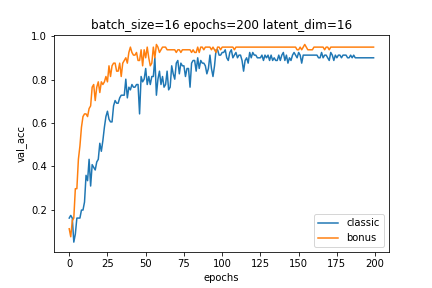 batch_size=16 epochs=200 latent_dim=16
1.0
0.8
0.6
0.4
0.2
val_acc
0 25 50 75 100 125 150 175 200
epochs
classic
bonus